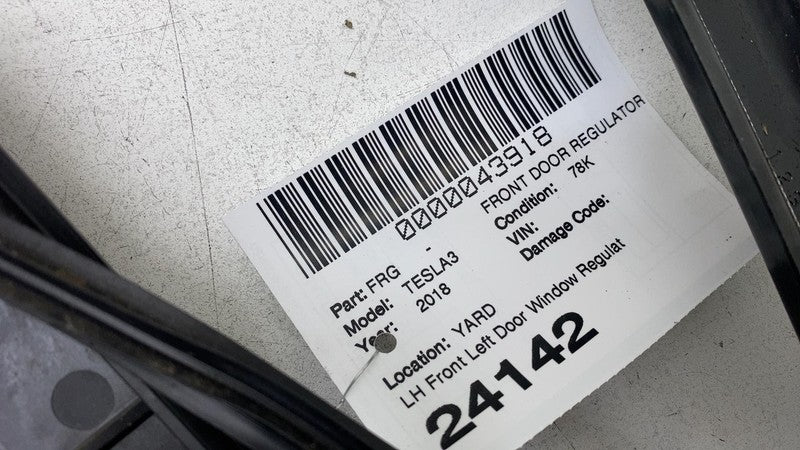 0000043918
Part: FRG - FRONT DOOR REGULATOR
Model: TESLA3 Condition: 78K
Year: 2018 VIN:
Damage Code:
Location: YARD
LH Front Left Door Window Regulat
24142